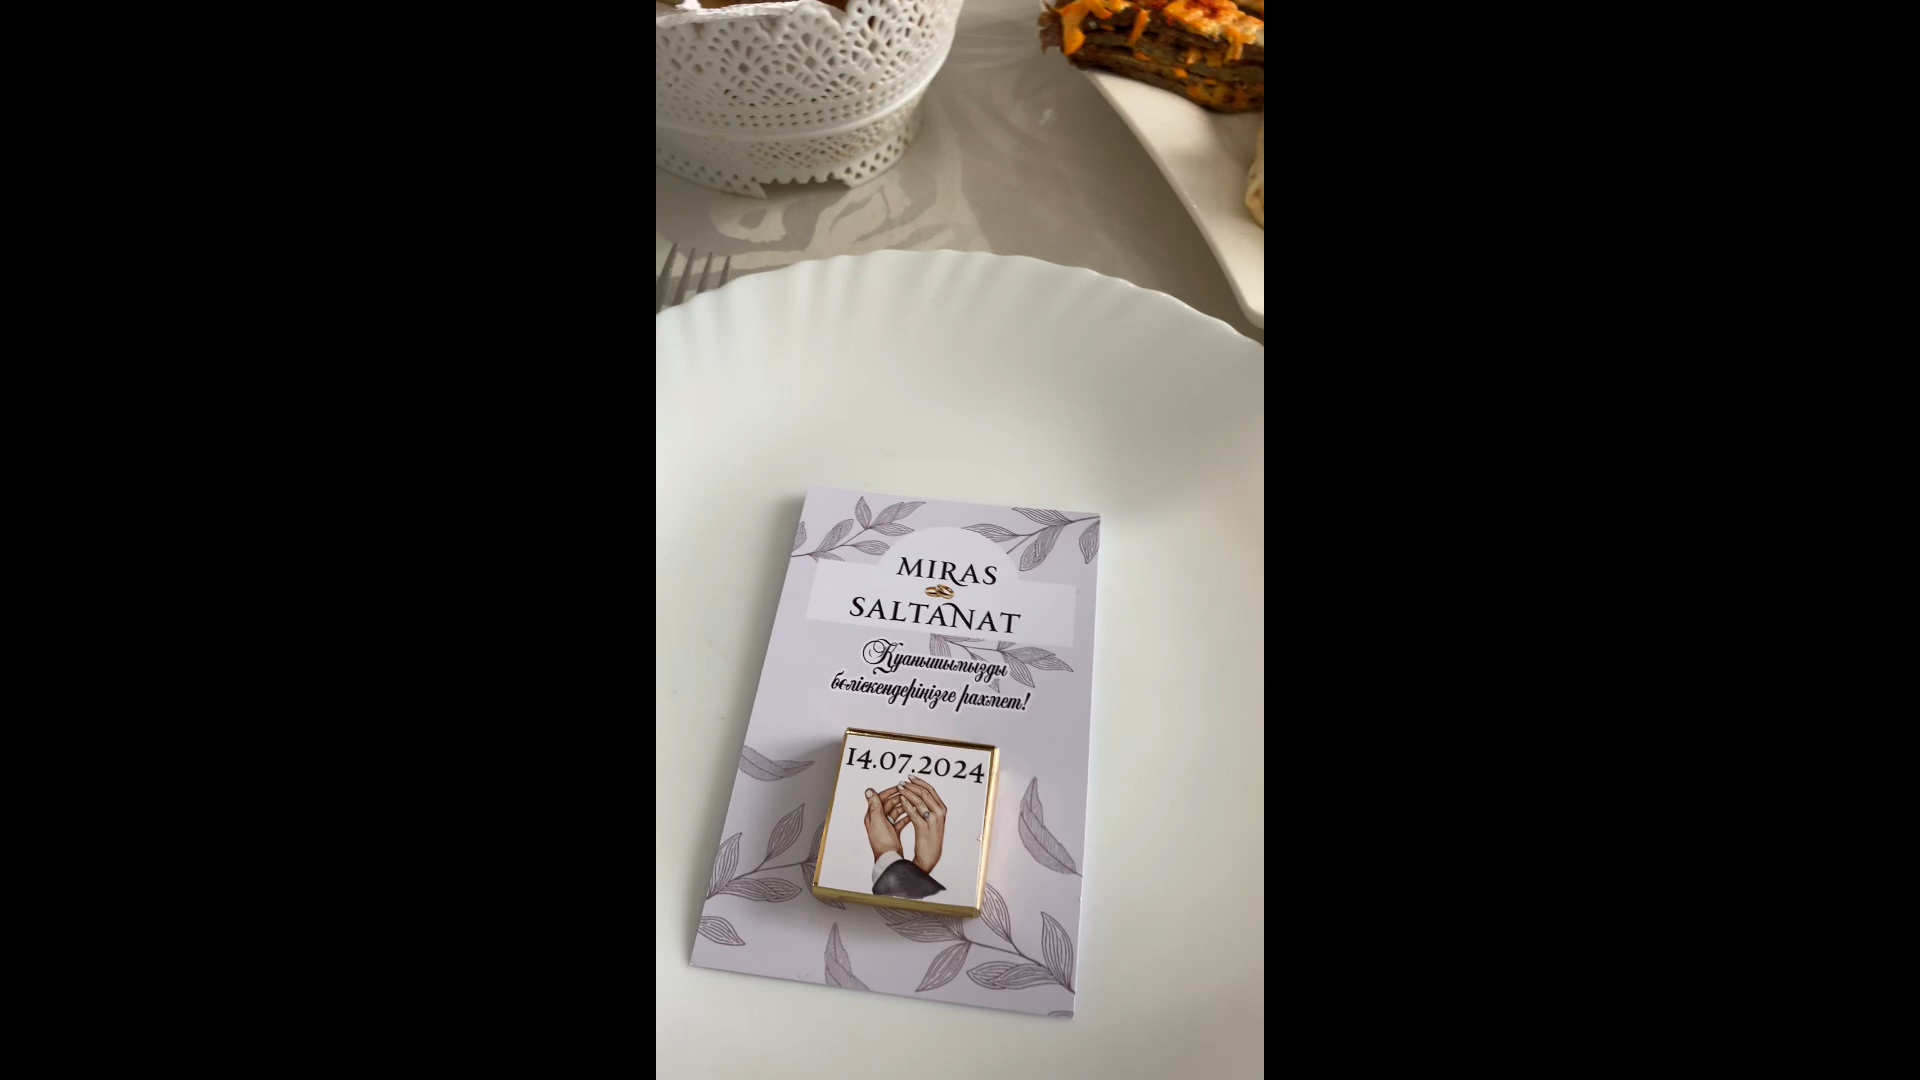 MIRAS
SALTANAT
Қуанышымызды
бөліскендеріңізге рахмет!
14.07.2024